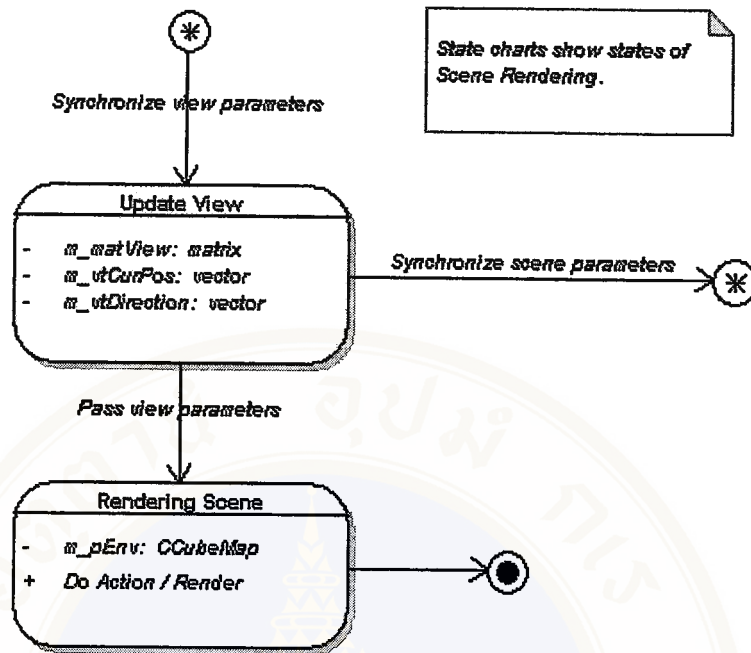 *
State charts show states of
Scene Rendering.
Synchronize view parameters
Update View
- m_matView: matrix
- m_vtCurrPos: vector
- m_vtDirection: vector
Synchronize scene parameters
*
Pass view parameters
Rendering Scene
- m_pEnv: CCubeMap
+ Do Action / Render